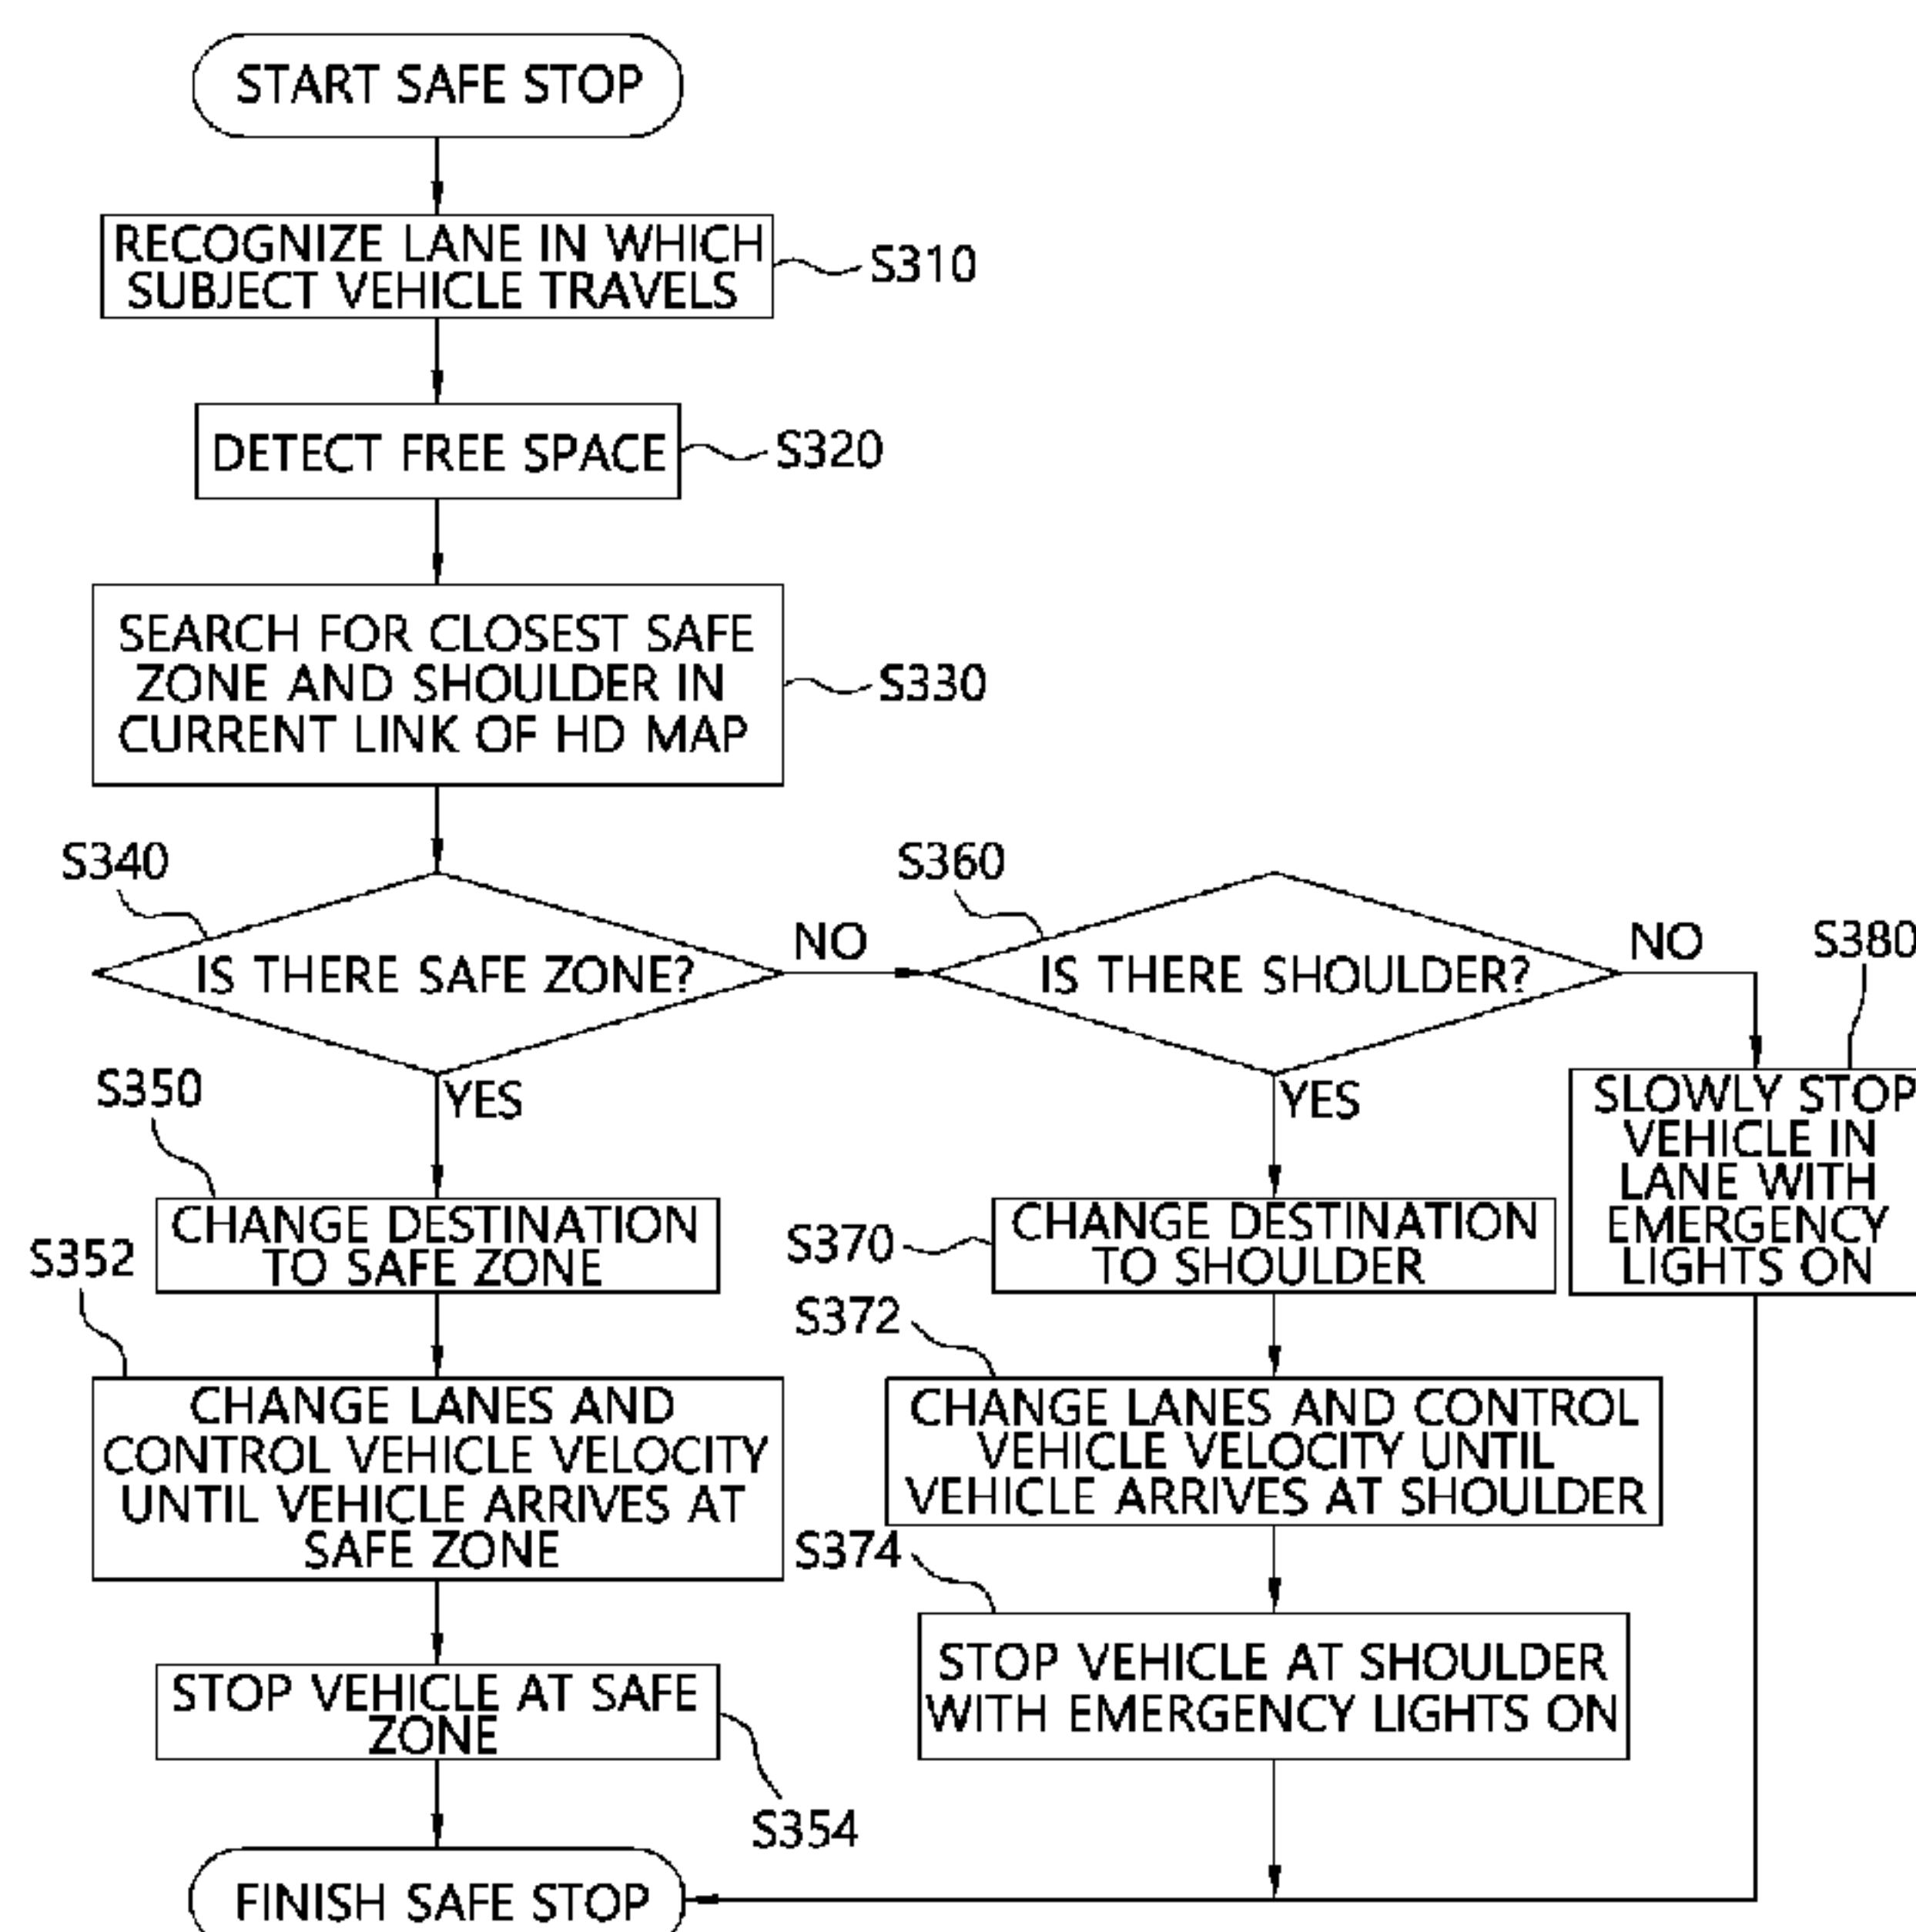 START SAFE STOP
RECOGNIZE LANE IN WHICH
SUBJECT VEHICLE TRAVELS
S310
DETECT FREE SPACE
S320
SEARCH FOR CLOSEST SAFE
ZONE AND SHOULDER IN
CURRENT LINK OF HD MAP
S330
S340
IS THERE SAFE ZONE?
NO
YES
S360
IS THERE SHOULDER?
NO
YES
S380
SLOWLY STOP
VEHICLE IN
LANE WITH
EMERGENCY
LIGHTS ON
S350
CHANGE DESTINATION
TO SAFE ZONE
S370
CHANGE DESTINATION
TO SHOULDER
S352
CHANGE LANES AND
CONTROL VEHICLE VELOCITY
UNTIL VEHICLE ARRIVES AT
SAFE ZONE
S372
CHANGE LANES AND CONTROL
VEHICLE VELOCITY UNTIL
VEHICLE ARRIVES AT SHOULDER
S374
STOP VEHICLE AT SHOULDER
WITH EMERGENCY LIGHTS ON
STOP VEHICLE AT SAFE
ZONE
S354
FINISH SAFE STOP